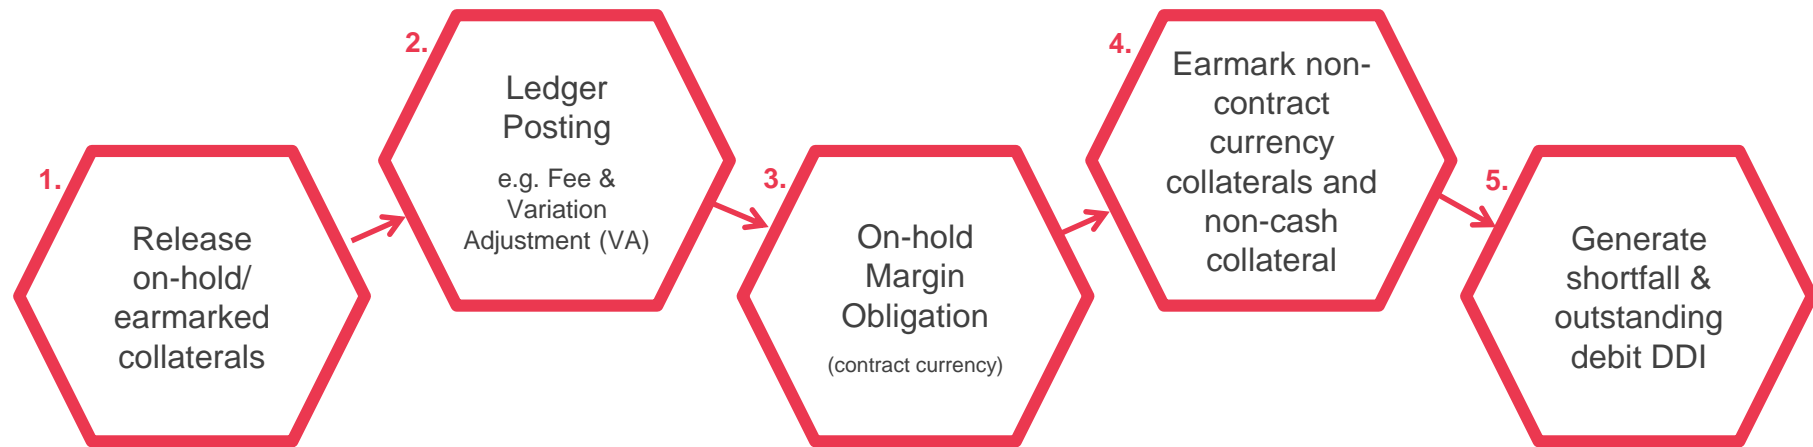 1.
Release
on-hold/
earmarked
collaterals
2.
Ledger
Posting
e.g. Fee &
Variation
Adjustment (VA)
3.
On-hold
Margin
Obligation
(contract currency)
4.
Earmark non-
contract
currency
collaterals and
non-cash
collateral
5.
Generate
shortfall &
outstanding
debit DDI